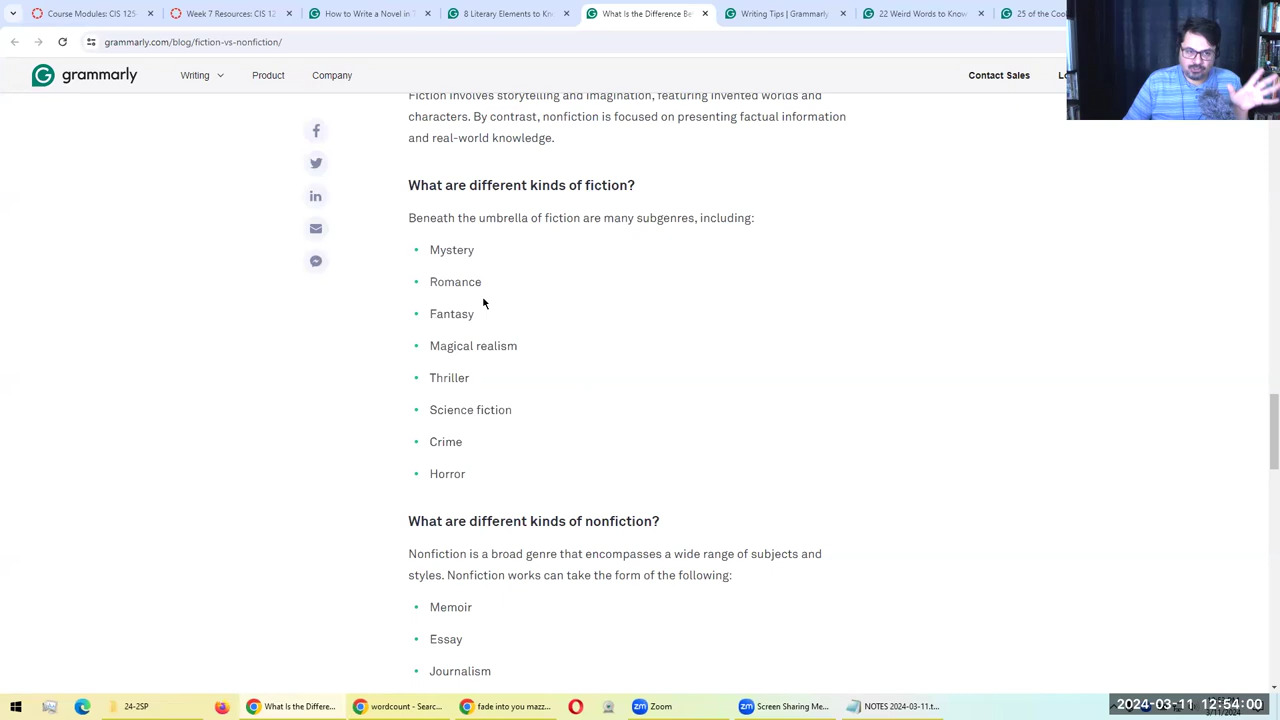 Course Modules: CIS 125-
Week 7 Resources: CIS 12
How to Write a Novel in 7
8 Literary Elements to Kn
What Is the Difference Be
Writing Tips | Grammarly
22 Weird Words to Know
25 of the Coo
grammarly.com/blog/fiction-vs-nonfiction/
grammarly
Writing
Product
Company
Contact Sales
Fiction involves storytelling and imagination, featuring invented worlds and
characters. By contrast, nonfiction is focused on presenting factual information
and real-world knowledge.
What are different kinds of fiction?
Beneath the umbrella of fiction are many subgenres, including:
• Mystery
• Romance
• Fantasy
• Magical realism
• Thriller
• Science fiction
• Crime
• Horror
What are different kinds of nonfiction?
Nonfiction is a broad genre that encompasses a wide range of subjects and
styles. Nonfiction works can take the form of the following:
• Memoir
• Essay
• Journalism
24-2SP
What Is the Differe...
wordcount - Searc...
fade into you mazz...
Zoom
Screen Sharing Me...
NOTES 2024-03-11.t...
2024-03-11 12:54:00